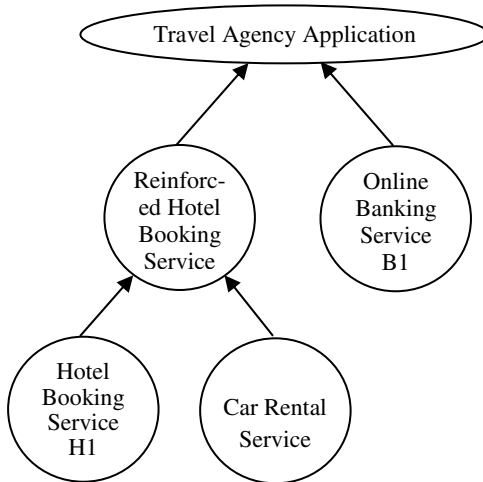 Travel Agency Application
Reinforc-
ed Hotel
Booking
Service
Online
Banking
Service
B1
Hotel
Booking
Service
H1
Car Rental
Service